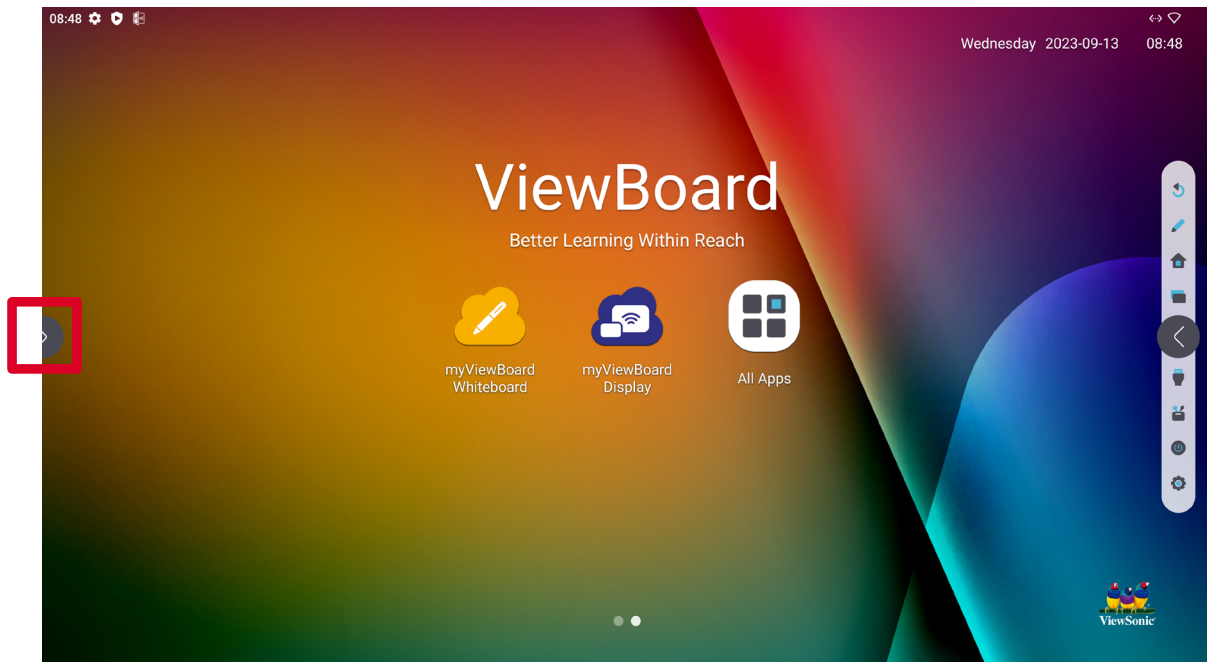 08:48
Wednesday 2023-09-13 08:48
ViewBoard
Better Learning Within Reach
myViewBoard
Whiteboard
myViewBoard
Display
All Apps
ViewSonic